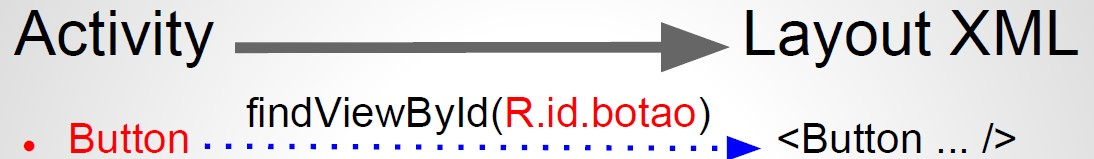 Activity Layout XML
findViewById(R.id.botao)
• Button <Button ... />